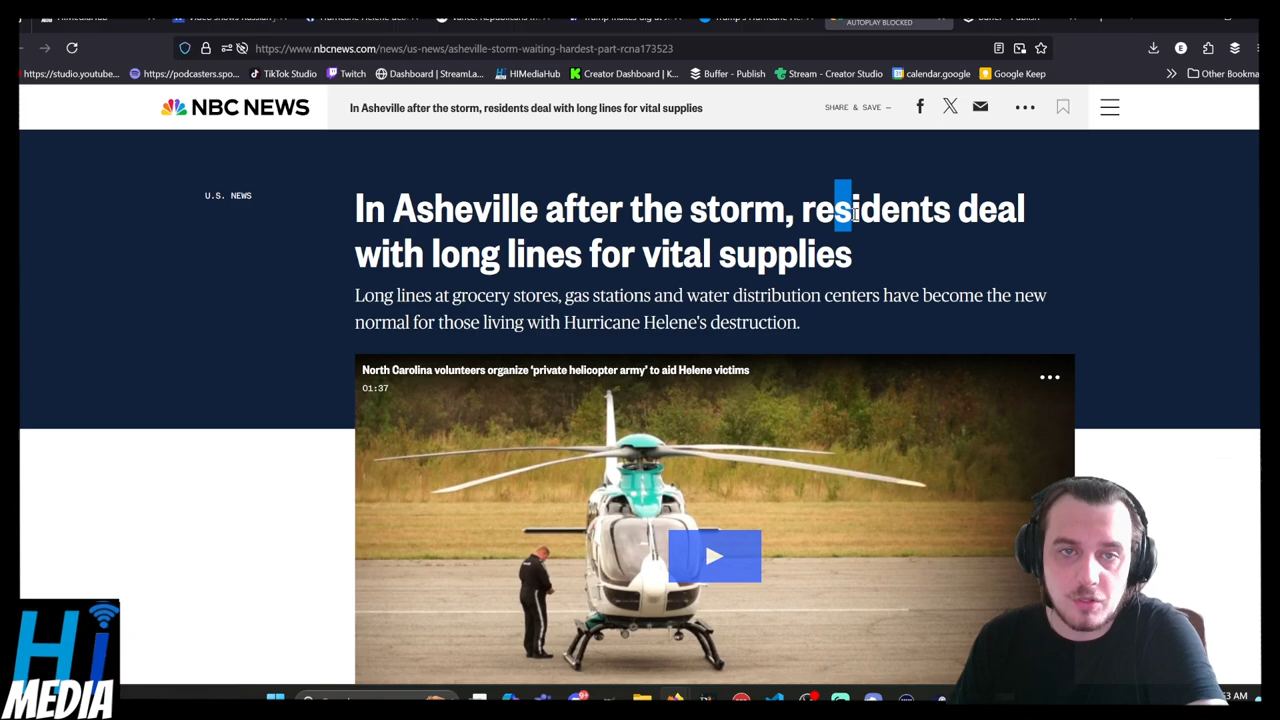 https://www.nbcnews.com/news/us-news/asheville-storm-waiting-hardest-part-rcna173523
AUTOPLAY BLOCKED
https://studio.youtube...
https://podcasters.spo...
TikTok Studio
Twitch
Dashboard | StreamLa...
HIMediaHub
Creator Dashboard | K...
Buffer - Publish
Stream - Creator Studio
calendar.google
Google Keep
Other Bookma
NBC NEWS
In Asheville after the storm, residents deal with long lines for vital supplies
SHARE & SAVE —
U.S. NEWS
In Asheville after the storm, residents deal
with long lines for vital supplies
Long lines at grocery stores, gas stations and water distribution centers have become the new
normal for those living with Hurricane Helene's destruction.
North Carolina volunteers organize 'private helicopter army' to aid Helene victims
01:37
Hi
MEDIA
53 AM